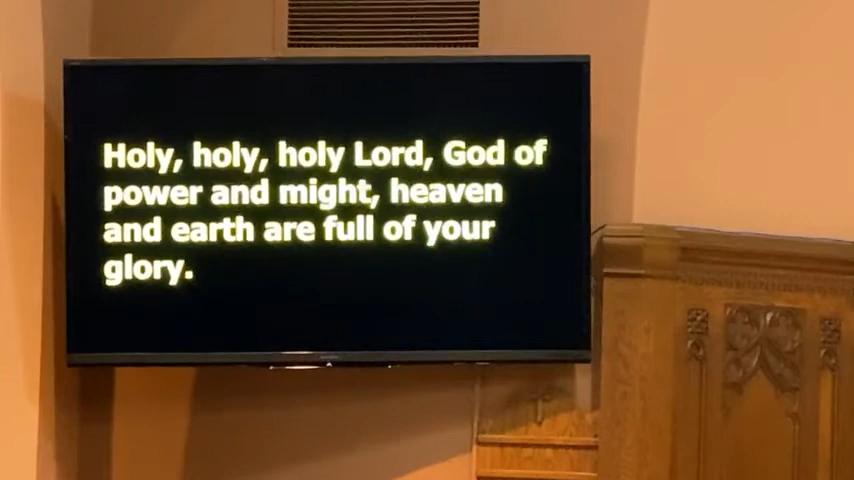 Holy, holy, holy Lord, God of
power and might, heaven
and earth are full of your
glory.